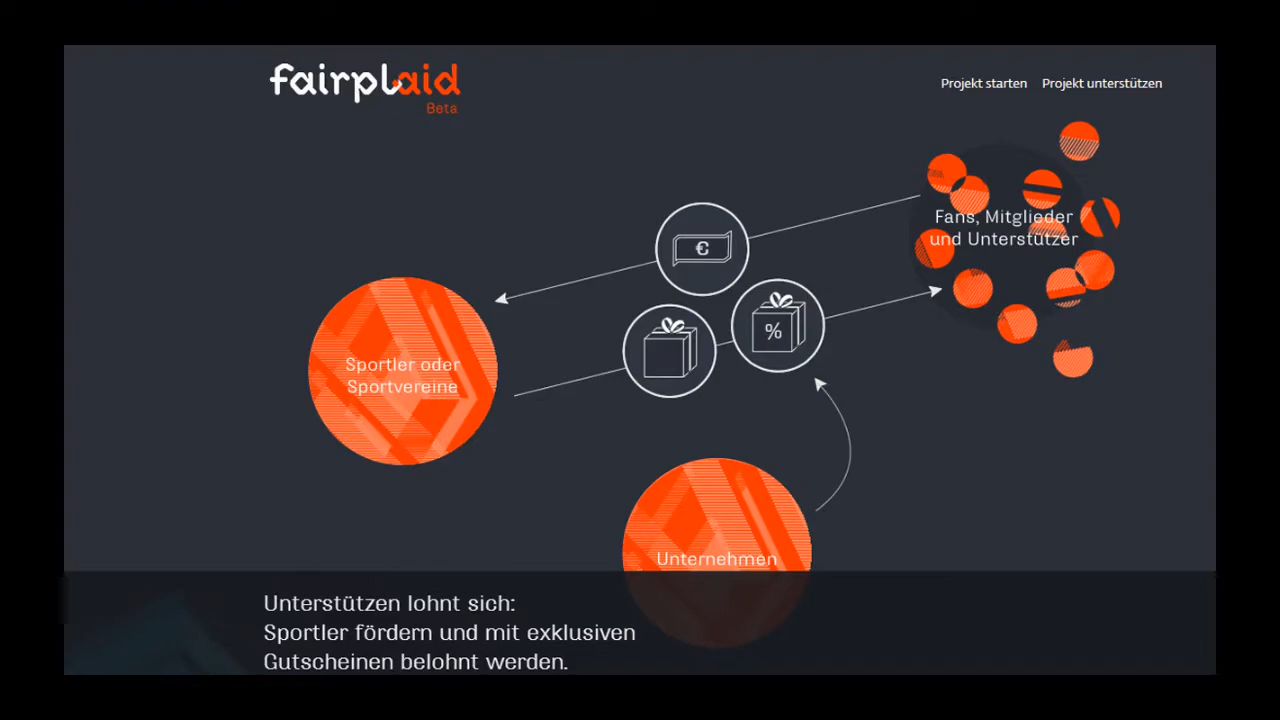 fairplaid
Beta
Projekt starten
Projekt unterstützen
Fans, Mitglieder
und Unterstützer
€
%
Sportler oder
Sportvereine
Unternehmen
Unterstützen lohnt sich:
Sportler fördern und mit exklusiven
Gutscheinen belohnt werden.